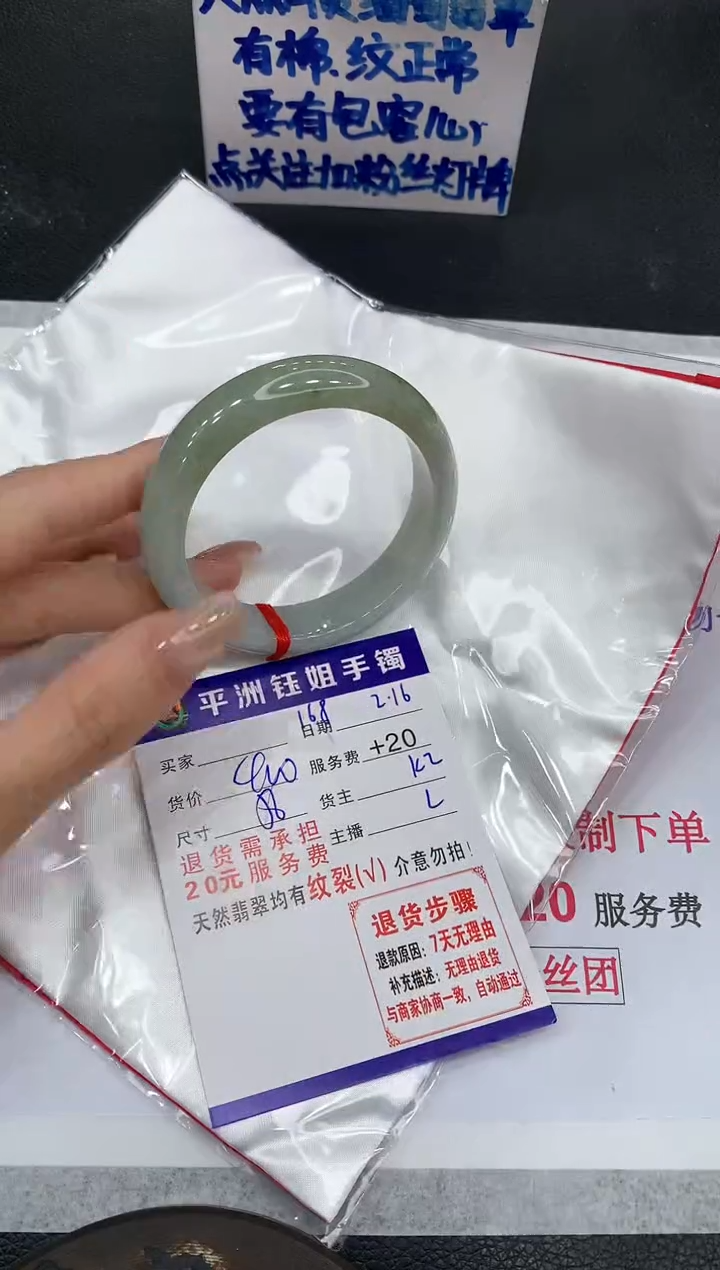 有棉.纹正常
要有包容心
点关注加粉丝灯牌
平洲钰姐手镯
168 2.16
买家 日期
货价 服务费 +20
尺寸 货主 K2
主播 L
退货需承担
20元服务费
天然翡翠均有纹裂(√) 介意勿拍!
退货步骤
退款原因: 7天无理由
补充描述: 无理由退货
与商家协商一致, 自动通过
制下单
20 服务费
丝团